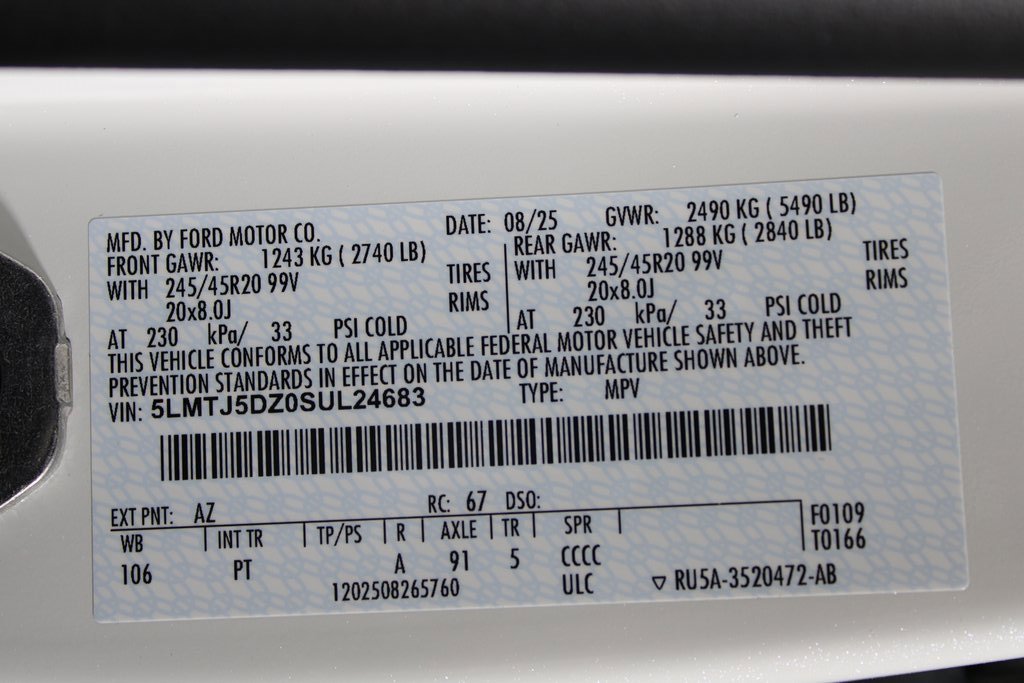 MFD. BY FORD MOTOR CO. DATE: 08/25 GVWR: 2490 KG ( 5490 LB)
FRONT GAWR: 1243 KG ( 2740 LB) REAR GAWR: 1288 KG ( 2840 LB)
WITH 245/45R20 99V TIRES WITH 245/45R20 99V TIRES
20x8.0J RIMS 20x8.0J RIMS
AT 230 kPa/ 33 PSI COLD AT 230 kPa/ 33 PSI COLD
THIS VEHICLE CONFORMS TO ALL APPLICABLE FEDERAL MOTOR VEHICLE SAFETY AND THEFT
PREVENTION STANDARDS IN EFFECT ON THE DATE OF MANUFACTURE SHOWN ABOVE.
VIN: 5LMTJ5DZ0SUL24683 TYPE: MPV
EXT PNT: AZ RC: 67 DSO:
WB INT TR TP/PS R AXLE TR SPR F0109
T0166
106 PT A 91 5 CCCC
1202508265760 ULC ▽ RU5A-3520472-AB